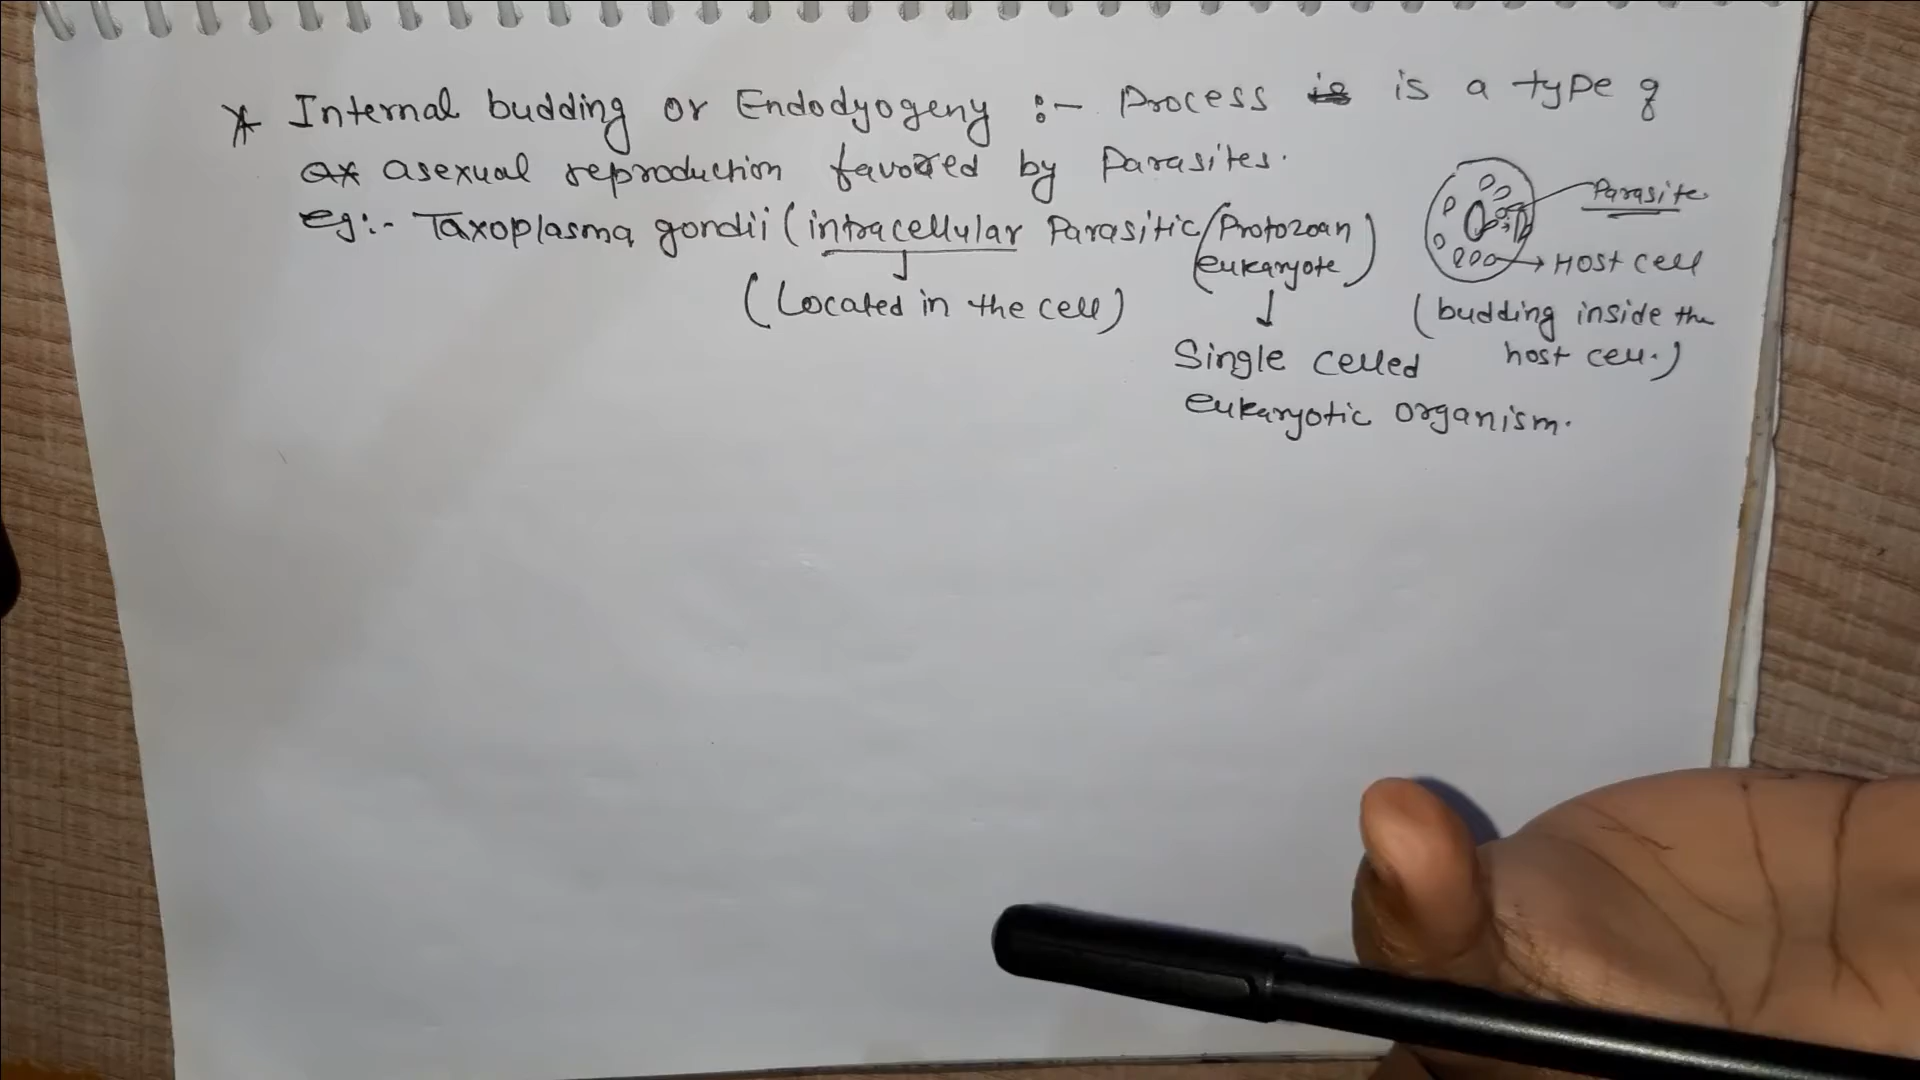 * Internal budding or Endodyogeny :- Process is is a type of
asexual reproduction favored by Parasites.
eg:- Taxoplasma gondii (intracellular Parasitic/Protozoan
eukaryote)
(Located in the cell)
Single celled
eukaryotic organism.
Parasite
Host cell
(budding inside the
host cell.)